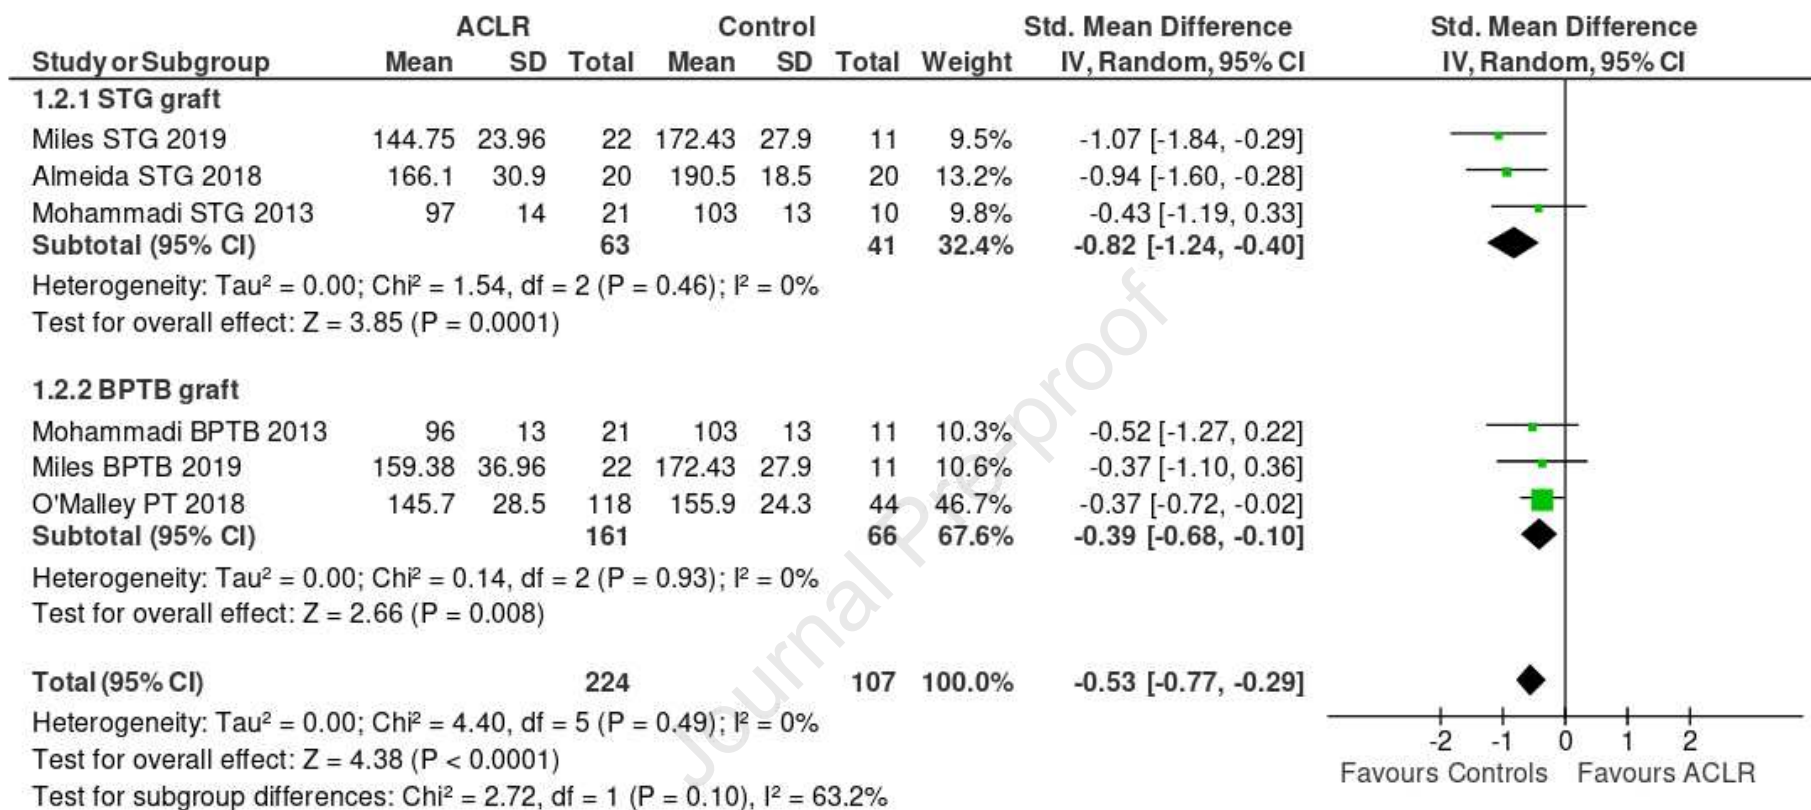 ACLR Control Std. Mean Difference Std. Mean Difference
Study or Subgroup Mean SD Total Mean SD Total Weight IV, Random, 95% CI IV, Random, 95% CI
1.2.1 STG graft
Miles STG 2019 144.75 23.96 22 172.43 27.9 11 9.5% -1.07 [-1.84, -0.29]
Almeida STG 2018 166.1 30.9 20 190.5 18.5 20 13.2% -0.94 [-1.60, -0.28]
Mohammadi STG 2013 97 14 21 103 13 10 9.8% -0.43 [-1.19, 0.33]
Subtotal (95% CI) 63 41 32.4% -0.82 [-1.24, -0.40]
Heterogeneity: Tau² = 0.00; Chi² = 1.54, df = 2 (P = 0.46); I² = 0%
Test for overall effect: Z = 3.85 (P = 0.0001)
1.2.2 BPTB graft
Mohammadi BPTB 2013 96 13 21 103 13 11 10.3% -0.52 [-1.27, 0.22]
Miles BPTB 2019 159.38 36.96 22 172.43 27.9 11 10.6% -0.37 [-1.10, 0.36]
O'Malley PT 2018 145.7 28.5 118 155.9 24.3 44 46.7% -0.37 [-0.72, -0.02]
Subtotal (95% CI) 161 66 67.6% -0.39 [-0.68, -0.10]
Heterogeneity: Tau² = 0.00; Chi² = 0.14, df = 2 (P = 0.93); I² = 0%
Test for overall effect: Z = 2.66 (P = 0.008)
Total (95% CI) 224 107 100.0% -0.53 [-0.77, -0.29]
Heterogeneity: Tau² = 0.00; Chi² = 4.40, df = 5 (P = 0.49); I² = 0%
Test for overall effect: Z = 4.38 (P < 0.0001)
Test for subgroup differences: Chi² = 2.72, df = 1 (P = 0.10), I² = 63.2%
-2 -1 0 1 2
Favours Controls Favours ACLR
Journal Pre-proof